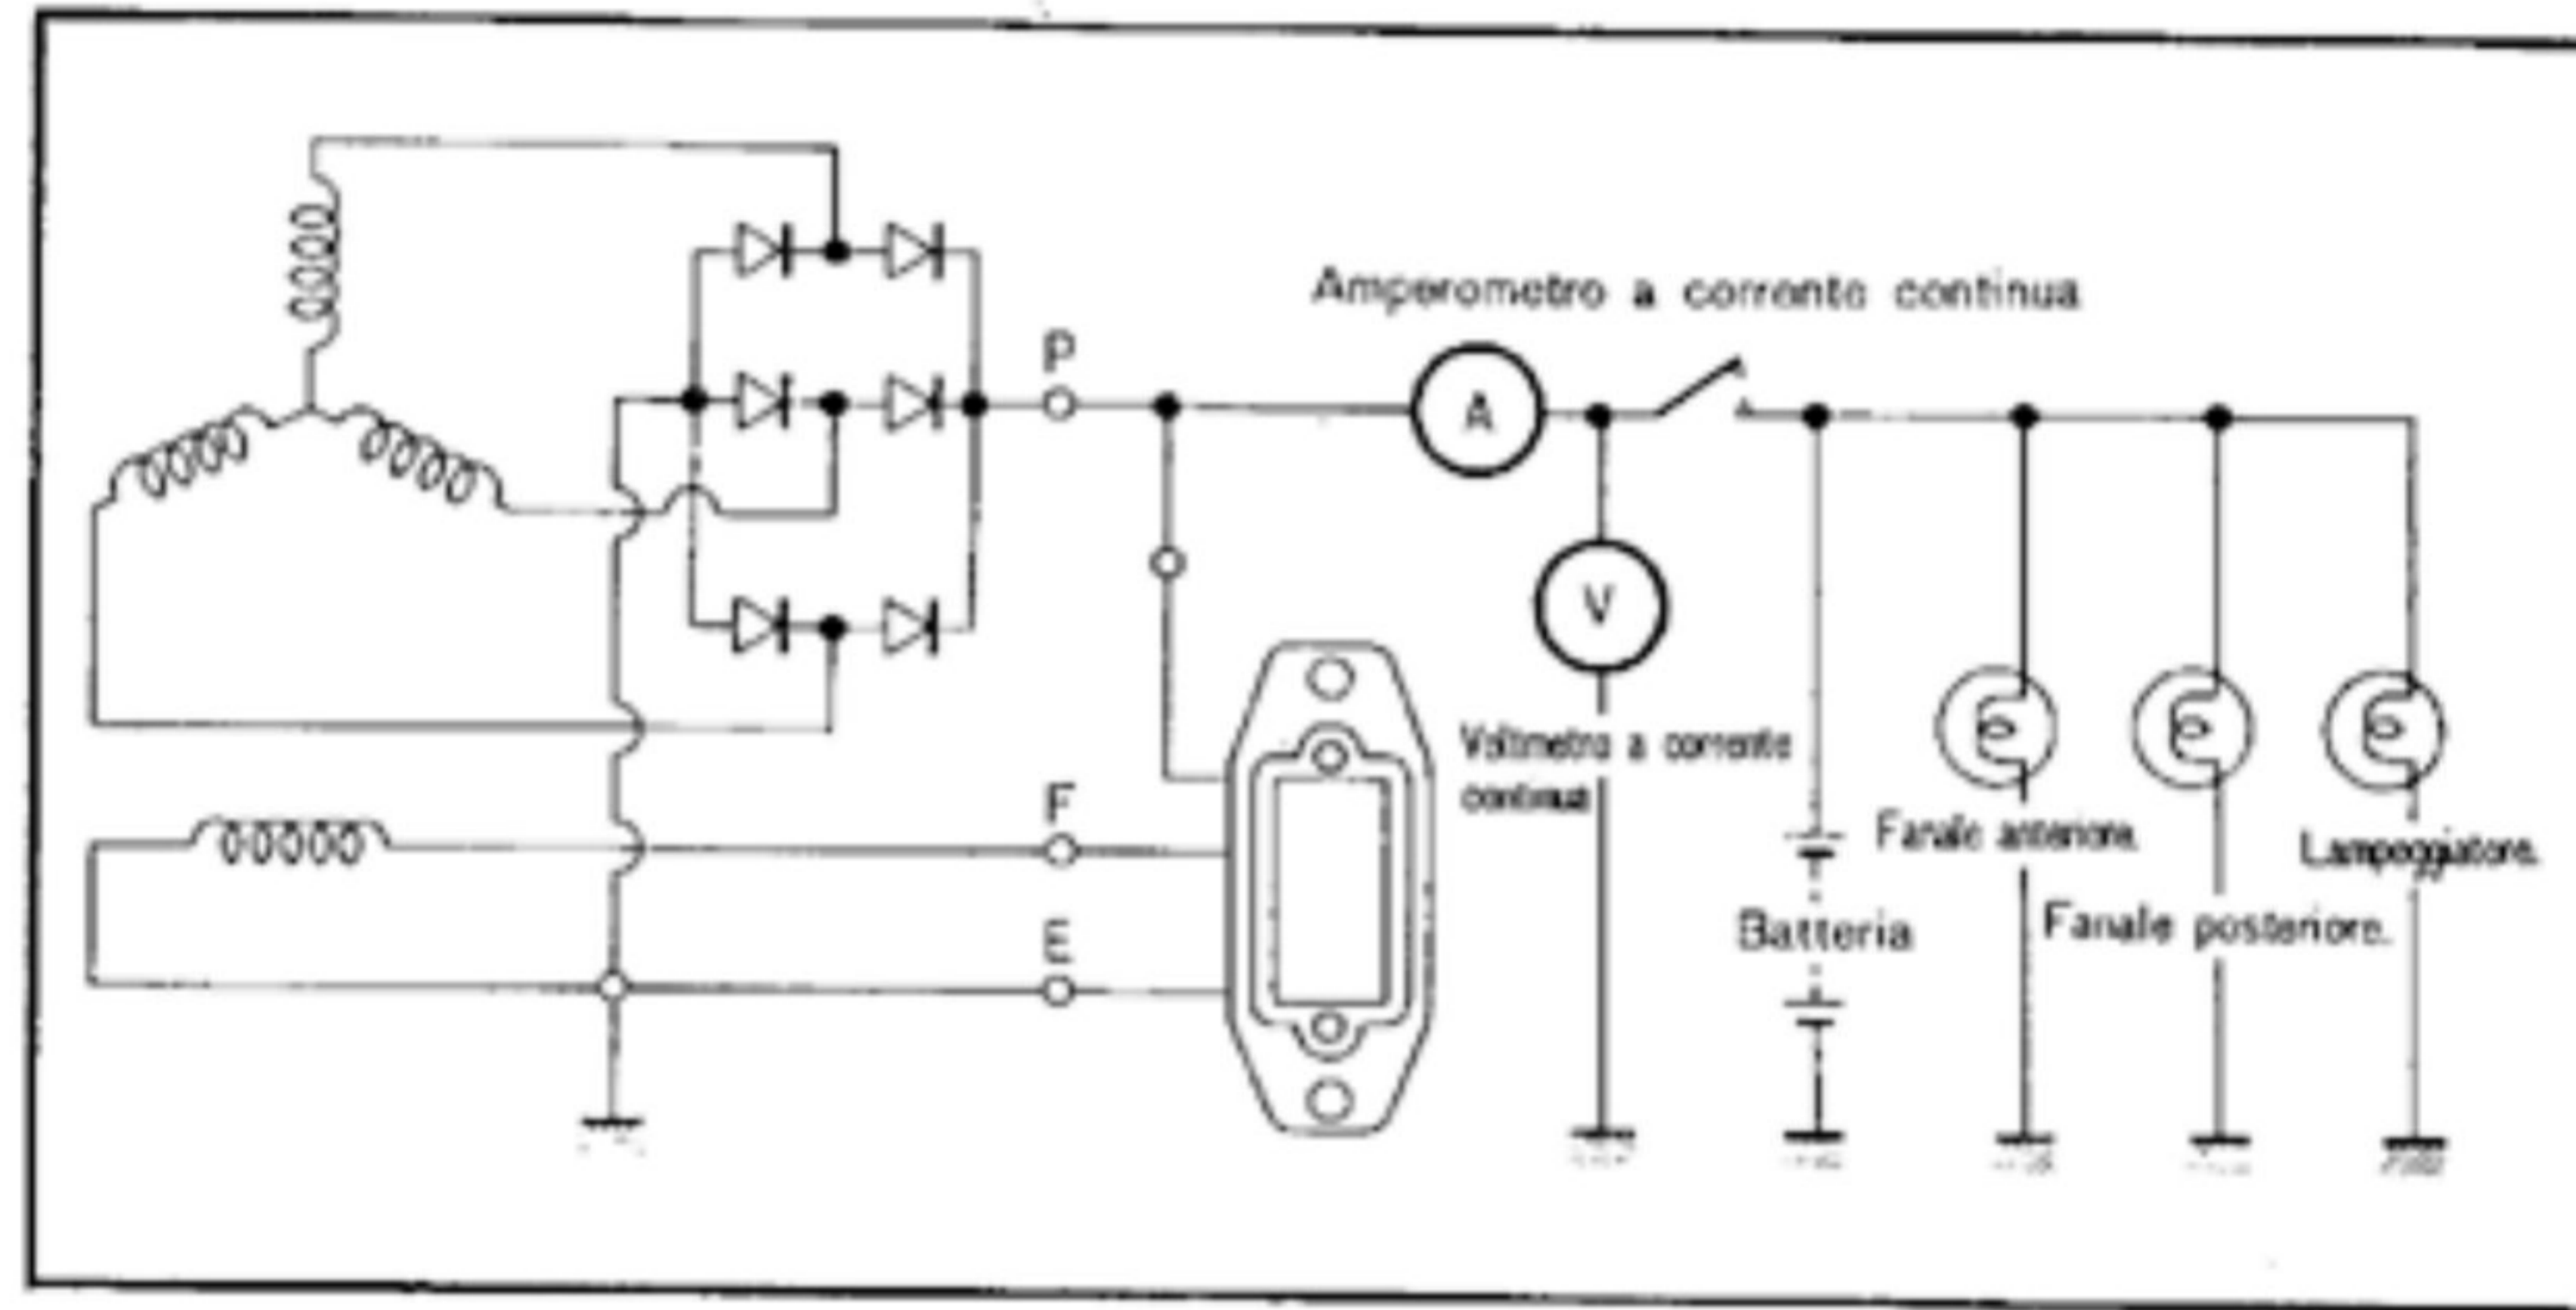 Amperometro a corrente continua
P
A
V
Voltmetro a corrente
continua
F
Fanale anteriore.
Lampeggiatore.
E
Batteria
Fanale posteriore.